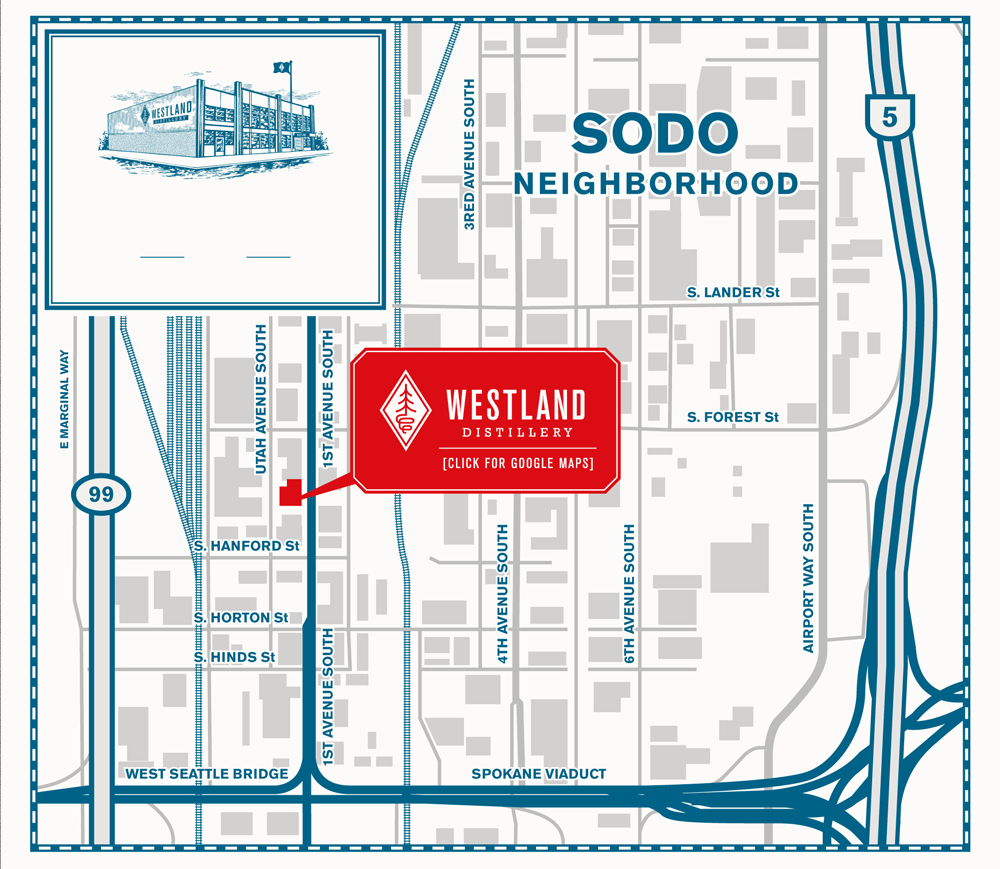 WESTLAND
DISTILLERY
SODO
NEIGHBORHOOD
5
3RED AVENUE SOUTH
S. LANDER St
S. FOREST St
E MARGINAL WAY
UTAH AVENUE SOUTH
1ST AVENUE SOUTH
WESTLAND
DISTILLERY
[CLICK FOR GOOGLE MAPS]
99
S. HANFORD St
S. HORTON St
S. HINDS St
1ST AVENUE SOUTH
4TH AVENUE SOUTH
6TH AVENUE SOUTH
AIRPORT WAY SOUTH
WEST SEATTLE BRIDGE
SPOKANE VIADUCT